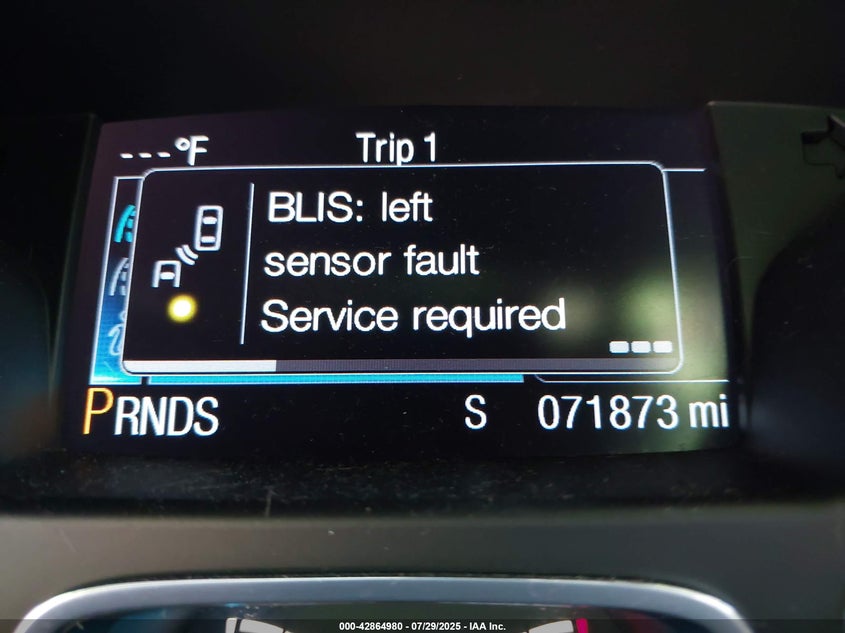 ---°F Trip 1
BLIS: left
sensor fault
Service required
PRNDS S 071873 mi
000-42864980 - 07/29/2025 - IAA Inc.